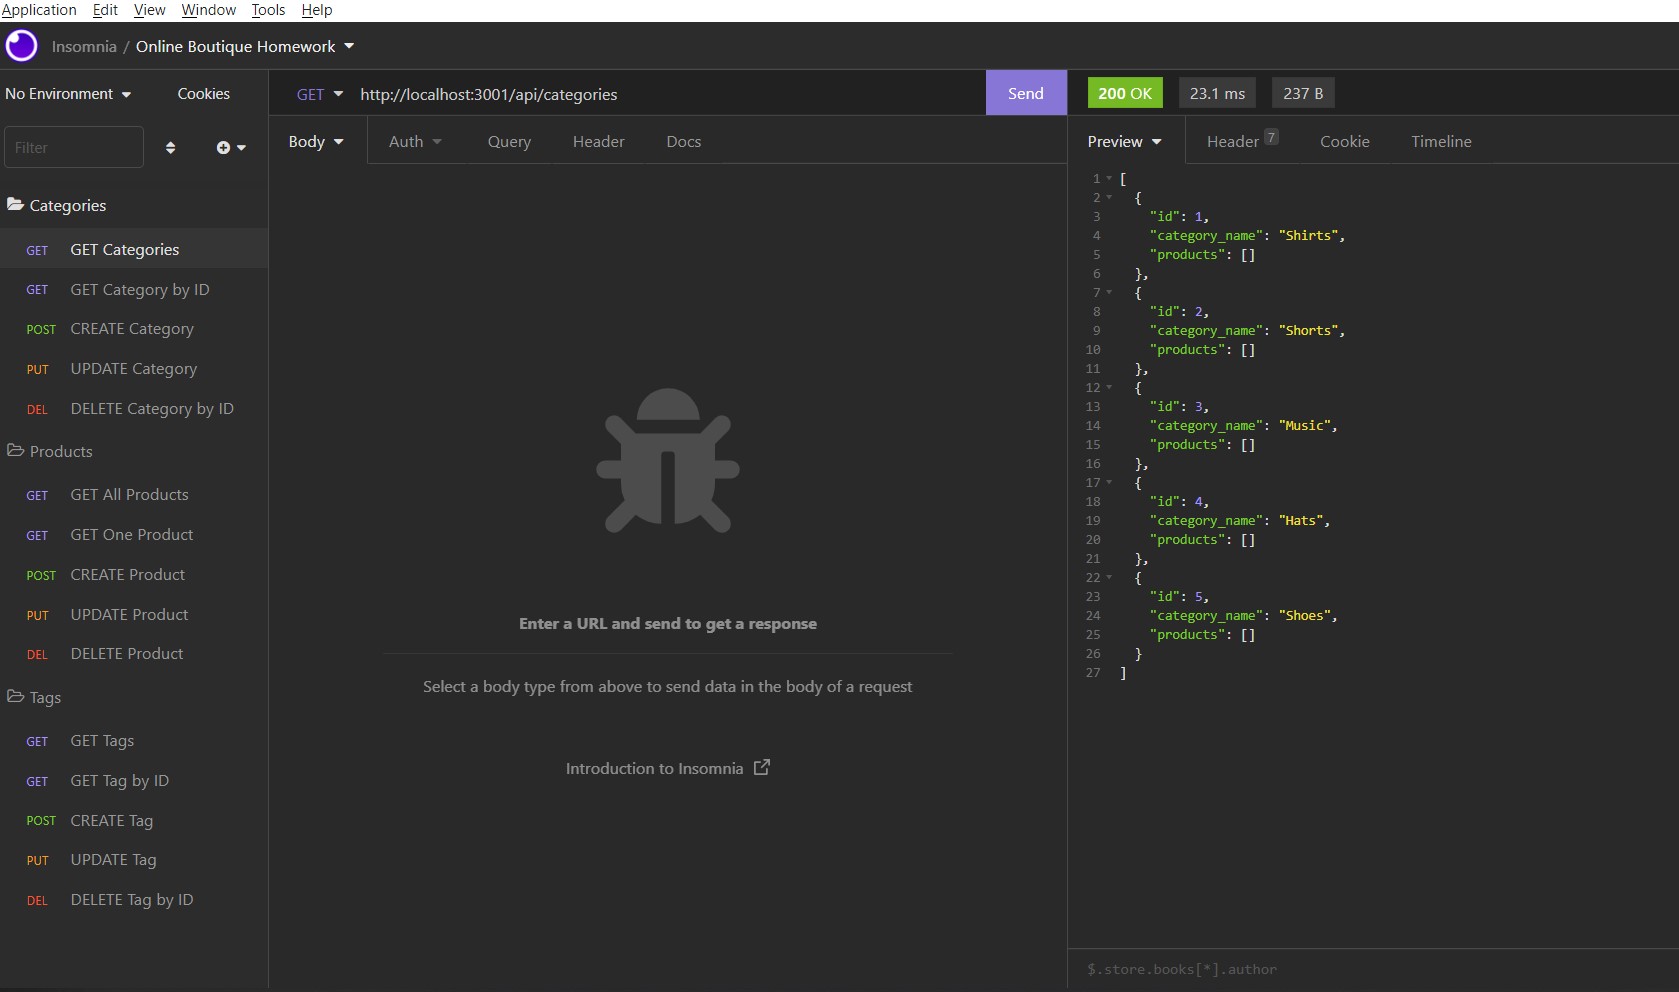 Application Edit View Window Tools Help
Insomnia / Online Boutique Homework
No Environment Cookies
GET http://localhost:3001/api/categories Send
200 OK 23.1 ms 237 B
Filter
Body Auth Query Header Docs
Preview Header 7 Cookie Timeline
Categories
GET GET Categories
GET GET Category by ID
POST CREATE Category
PUT UPDATE Category
DEL DELETE Category by ID
Products
GET GET All Products
GET GET One Product
POST CREATE Product
PUT UPDATE Product
DEL DELETE Product
Tags
GET GET Tags
GET GET Tag by ID
POST CREATE Tag
PUT UPDATE Tag
DEL DELETE Tag by ID
Enter a URL and send to get a response
Select a body type from above to send data in the body of a request
Introduction to Insomnia
1 [
2 {
3 "id": 1,
4 "category_name": "Shirts",
5 "products": []
6 },
7 {
8 "id": 2,
9 "category_name": "Shorts",
10 "products": []
11 },
12 {
13 "id": 3,
14 "category_name": "Music",
15 "products": []
16 },
17 {
18 "id": 4,
19 "category_name": "Hats",
20 "products": []
21 },
22 {
23 "id": 5,
24 "category_name": "Shoes",
25 "products": []
26 }
27 ]
$.store.books[*].author